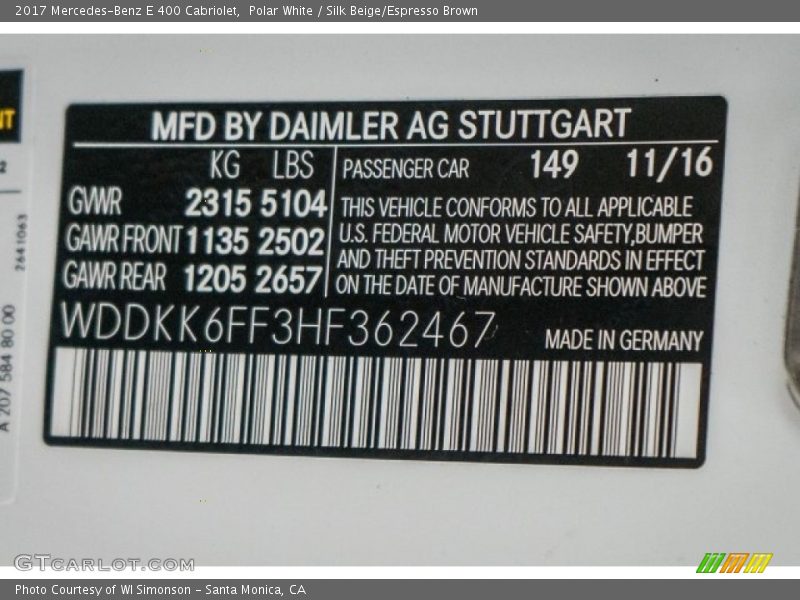 2017 Mercedes-Benz E 400 Cabriolet,  Polar White / Silk Beige/Espresso Brown
NT
2
2641063
A 207 584 80 00
MFD BY DAIMLER AG STUTTGART
KG LBS
GVWR 2315 5104
GAWR FRONT 1135 2502
GAWR REAR 1205 2657
PASSENGER CAR 149 11/16
THIS VEHICLE CONFORMS TO ALL APPLICABLE
U.S. FEDERAL MOTOR VEHICLE SAFETY,BUMPER
AND THEFT PREVENTION STANDARDS IN EFFECT
ON THE DATE OF MANUFACTURE SHOWN ABOVE
WDDKK6FF3HF362467
MADE IN GERMANY
GTCARLOT.COM
Photo Courtesy of WI Simonson - Santa Monica, CA